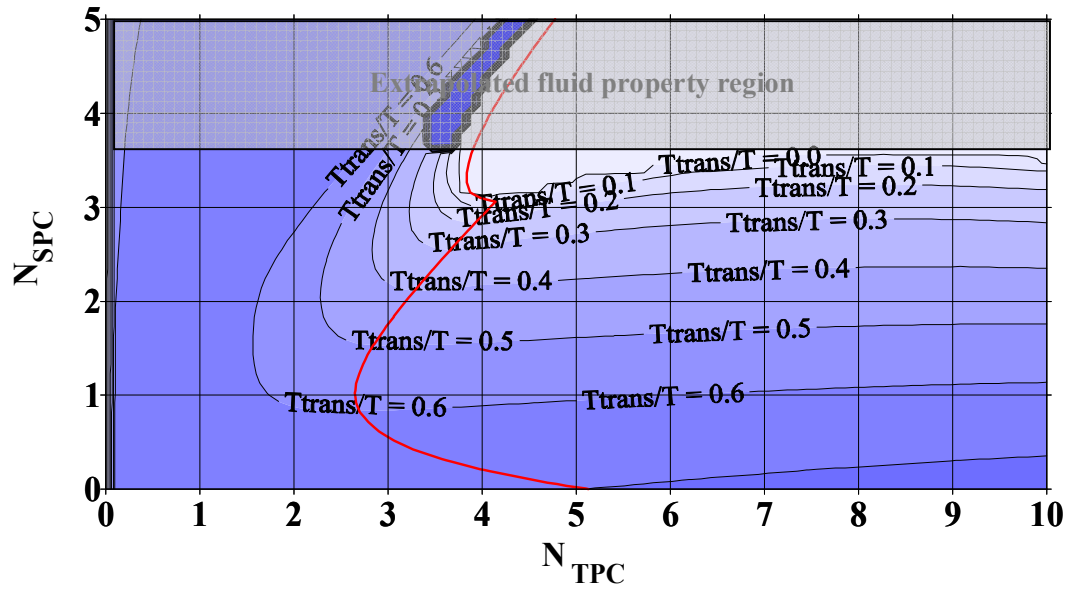 5
Ttrans/T = 0.6
Extrapolated fluid property region
4
Ttrans/T =
Ttrans/T = 0.0
Ttrans/T = 0.1
Ttrans/T = 0.1
Ttrans/T = 0.2
3
Ttrans/T = 0.2
Ttrans/T = 0.3
Ttrans/T = 0.3
N SPC
Ttrans/T = 0.4
Ttrans/T = 0.4
2
Ttrans/T = 0.5
Ttrans/T = 0.5
1
Ttrans/T = 0.6
Ttrans/T = 0.6
0
0 1 2 3 4 5 6 7 8 9 10
N TPC